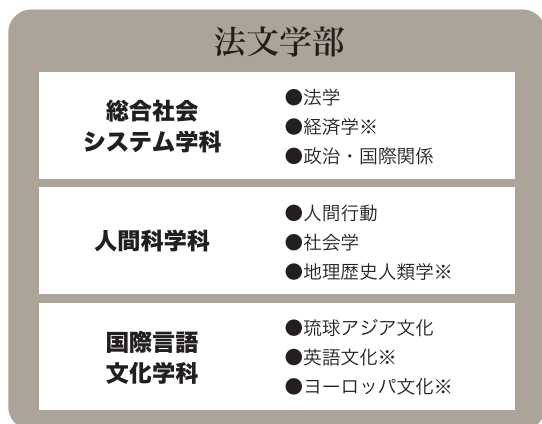 法文学部
総合社会
システム学科
●法学
●経済学※
●政治・国際関係
人間科学科
●人間行動
●社会学
●地理歴史人類学※
国際言語
文化学科
●琉球アジア文化
●英語文化※
●ヨーロッパ文化※